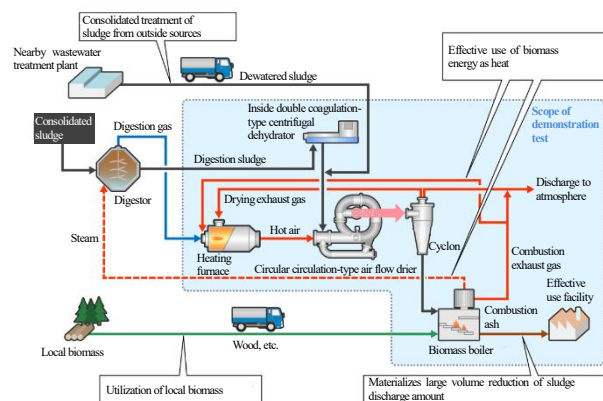 Consolidated treatment of
sludge from outside sources
Nearby wastewater
treatment plant
Dewatered sludge
Effective use of biomass
energy as heat
Inside double coagulation-
type centrifugal
dehydrator
Scope of
demonstration
test
Consolidated
sludge
Digestion gas
Digestion sludge
Digestor
Drying exhaust gas
Discharge to
atmosphere
Steam
Hot air
Heating
furnace
Cyclon
Circular circulation-type air flow drier
Combustion
exhaust gas
Effective
use facility
Combustion
ash
Local biomass
Wood, etc.
Biomass boiler
Utilization of local biomass
Materializes large volume reduction of sludge
discharge amount